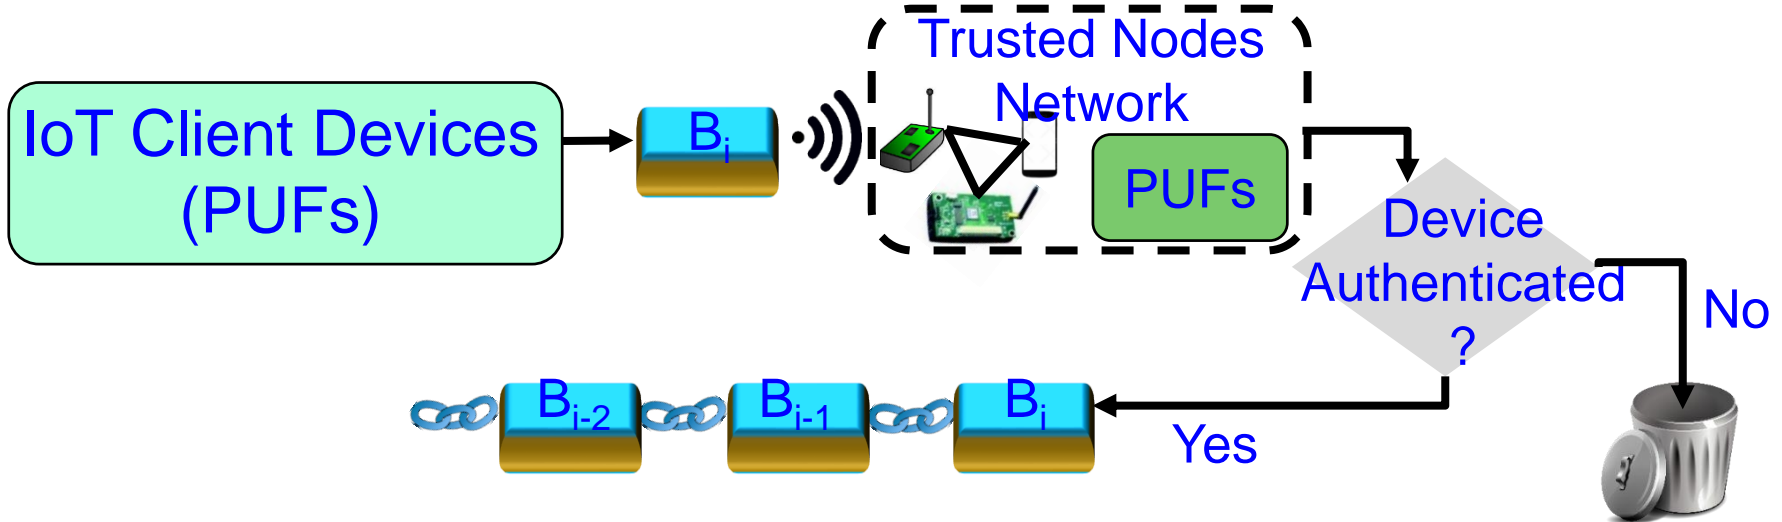 Trusted Nodes
Network
IoT Client Devices
(PUFs)
Bi
PUFs
Device
Authenticated
?
No
Bi-2
Bi-1
Bi
Yes